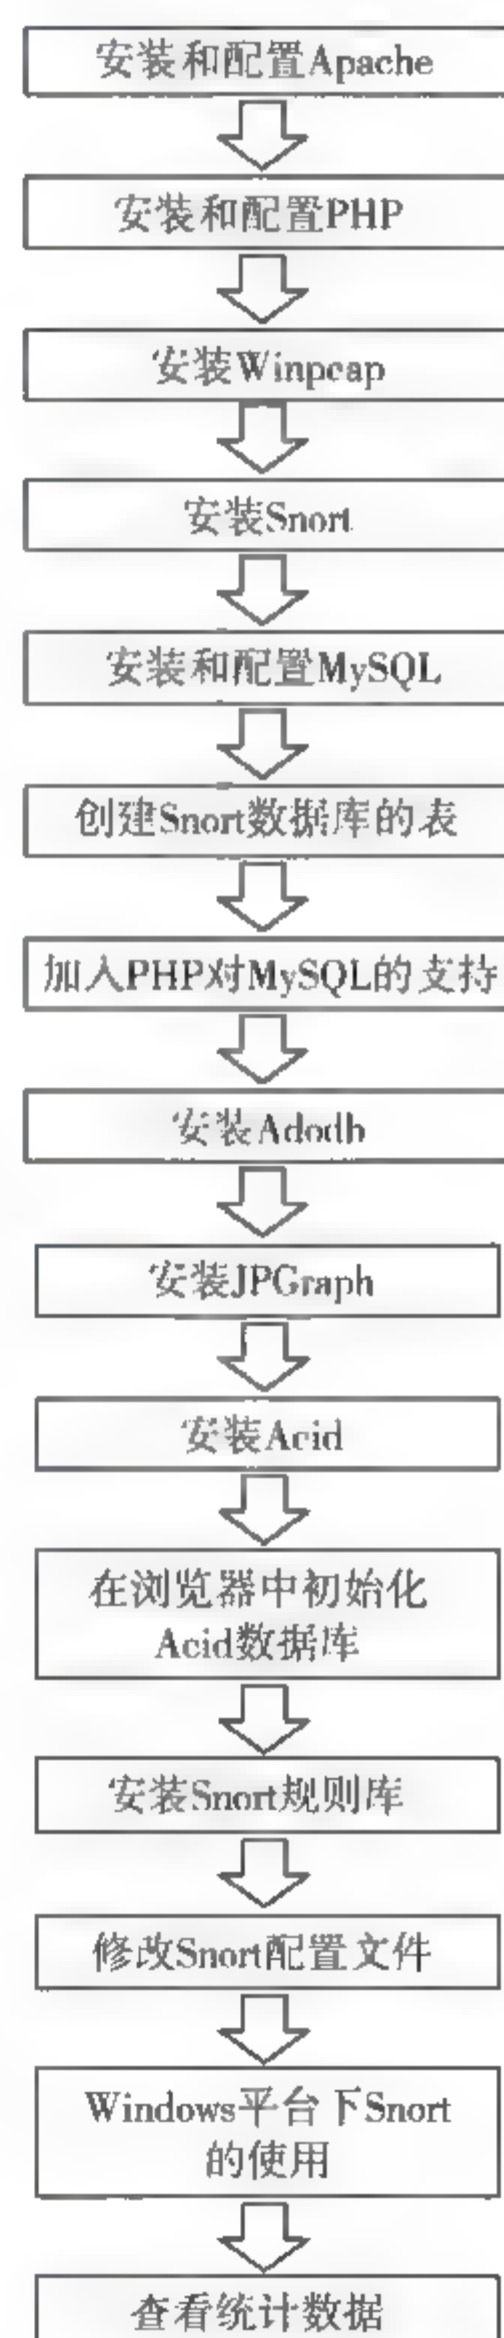 安装和配置Apache
安装和配置PHP
安装Winpcap
安装Snort
安装和配置MySQL
创建Snort数据库的表
加入PHP对MySQL的支持
安装Adodb
安装JPGraph
安装Acid
在浏览器中初始化
Acid数据库
安装Snort规则库
修改Snort配置文件
Windows平台下Snort
的使用
查看统计数据